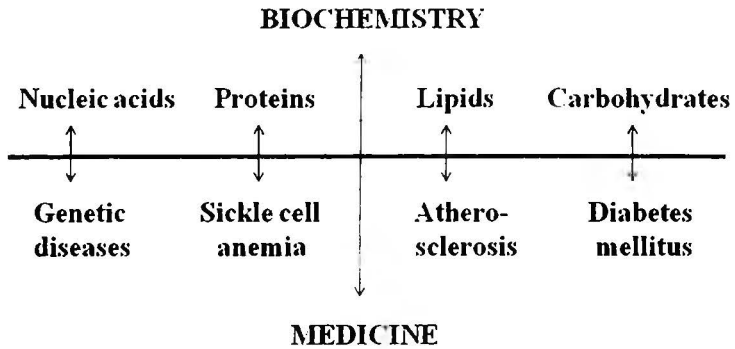 BIOCHEMISTRY
Nucleic acids Proteins Lipids Carbohydrates
Genetic Sickle cell Athero- Diabetes
diseases anemia sclerosis mellitus
MEDICINE